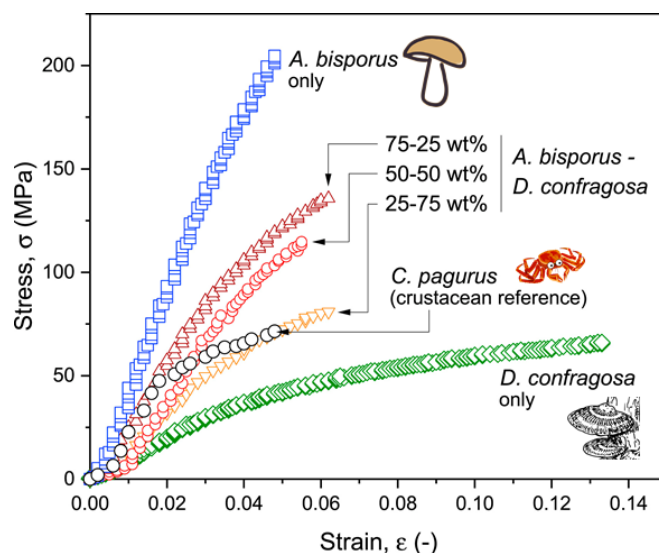 200
150
100
50
0
Stress, σ (MPa)
A. bisporus
only
75-25 wt%
50-50 wt%
25-75 wt%
A. bisporus -
D. confragosa
C. pagurus
(crustacean reference)
D. confragosa
only
0.00 0.02 0.04 0.06 0.08 0.10 0.12 0.14
Strain, ε (-)